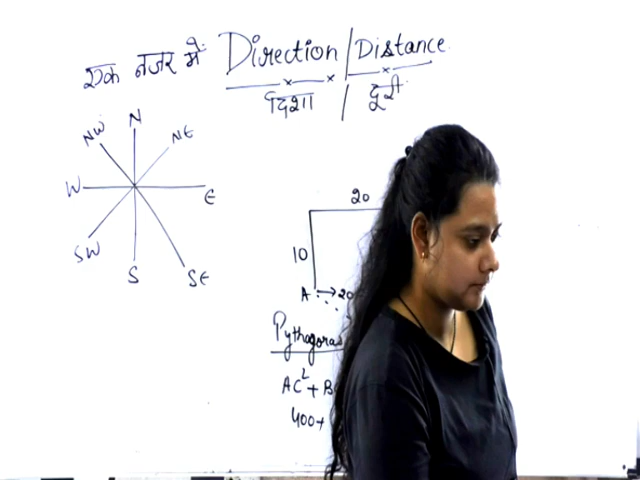 एक नजर में Direction / Distance
दिशा / दूरी
N
NW NE
W E
SW
S SE
20
10
A → 20
Pythagoras
AC² + B
400+